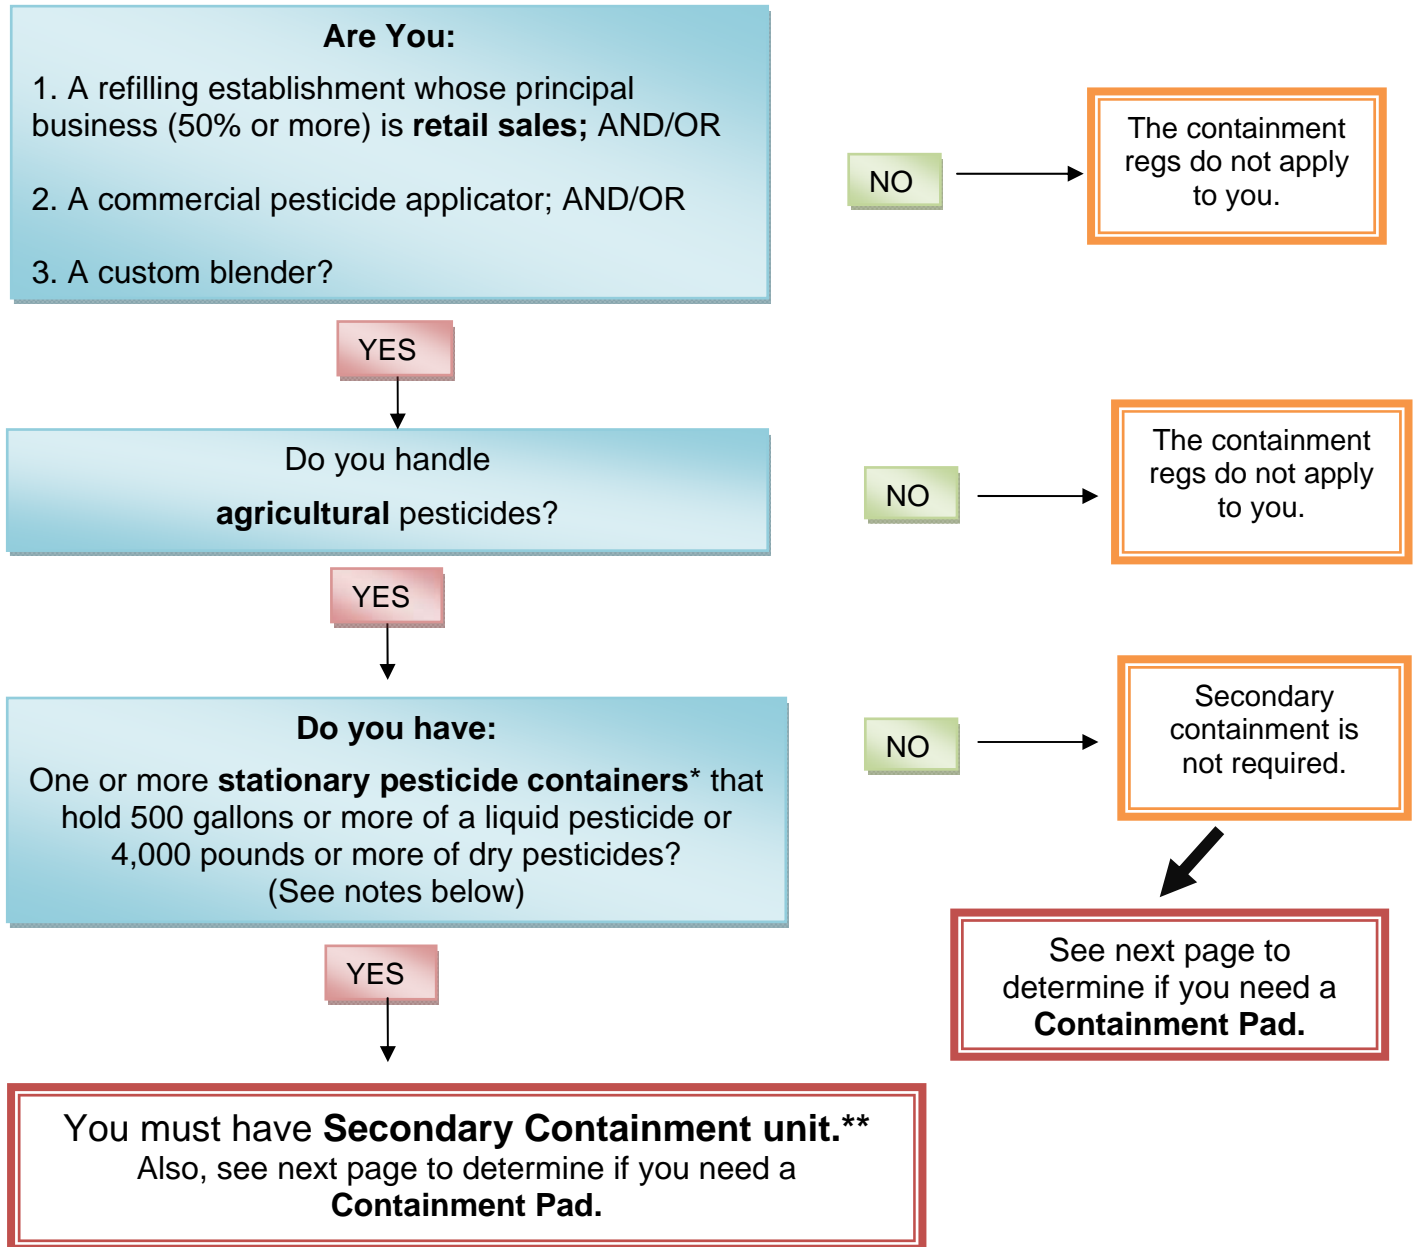 Are You:
1. A refilling establishment whose principal
business (50% or more) is retail sales; AND/OR
2. A commercial pesticide applicator; AND/OR
3. A custom blender?
NO
The containment
regs do not apply
to you.
YES
Do you handle
agricultural pesticides?
NO
The containment
regs do not apply
to you.
YES
Do you have:
One or more stationary pesticide containers* that
hold 500 gallons or more of a liquid pesticide or
4,000 pounds or more of dry pesticides?
(See notes below)
NO
Secondary
containment is
not required.
See next page to
determine if you need a
Containment Pad.
YES
You must have Secondary Containment unit.**
Also, see next page to determine if you need a
Containment Pad.